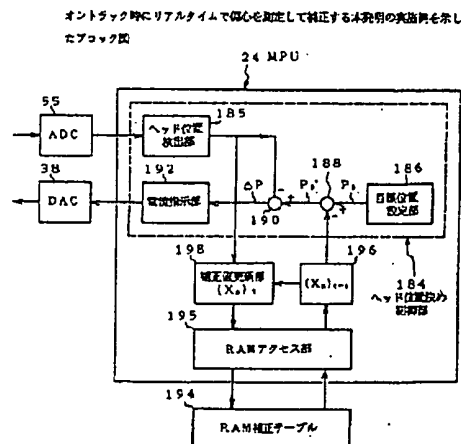 オントラック時にリアルタイムで偏心を測定して補正する本発明の実施例を示し
たブロック図
24 MPU
55
ADC
185
ヘッド位置
検出部
38
DAC
192
電流指示部
ΔP
190
188
186
目標位置
設定部
198
補正値更新部
196
184
ヘッド位置決め
制御部
195
RAMアクセス部
194
RAM補正テーブル